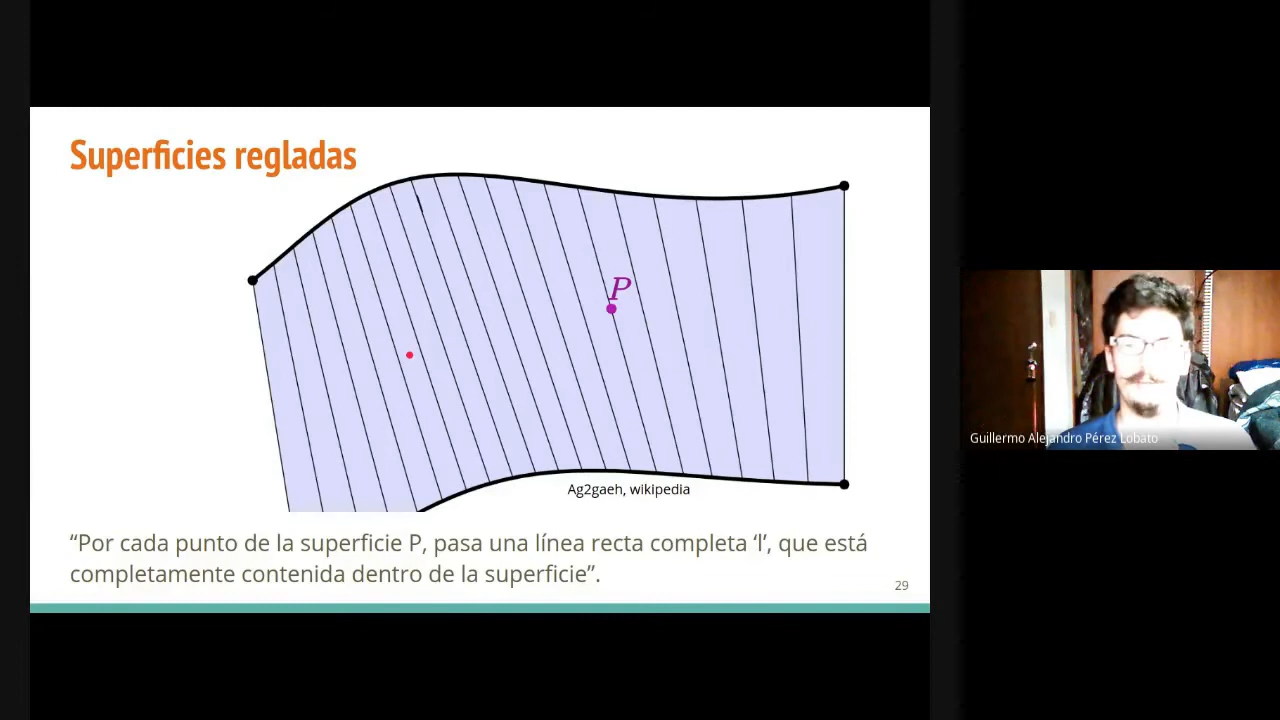 Superficies regladas
P
Ag2gaeh, wikipedia
“Por cada punto de la superficie P, pasa una línea recta completa ‘l’, que está
completamente contenida dentro de la superficie”.
29
Guillermo Alejandro Pérez Lobato